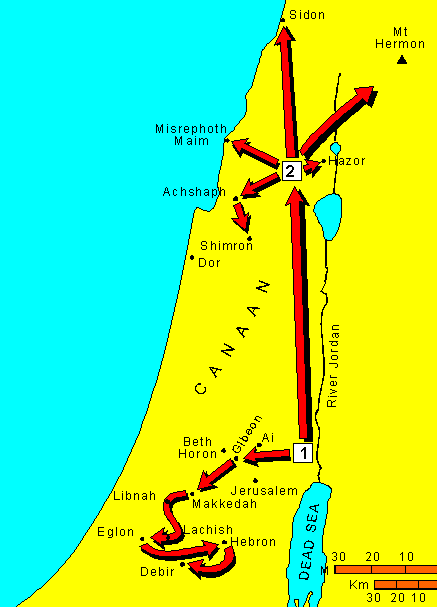 Sidon
Mt
Hermon
Misrephoth
Maim
Hazor
2
Achshaph
Shimron
Dor
CANAAN
River Jordan
Gibeon
Ai
Beth
Horon
1
Jerusalem
Libnah
Makkedah
Eglon
Lachish
Hebron
Debir
DEAD SEA
30 20 10
M
Km
30 20 10